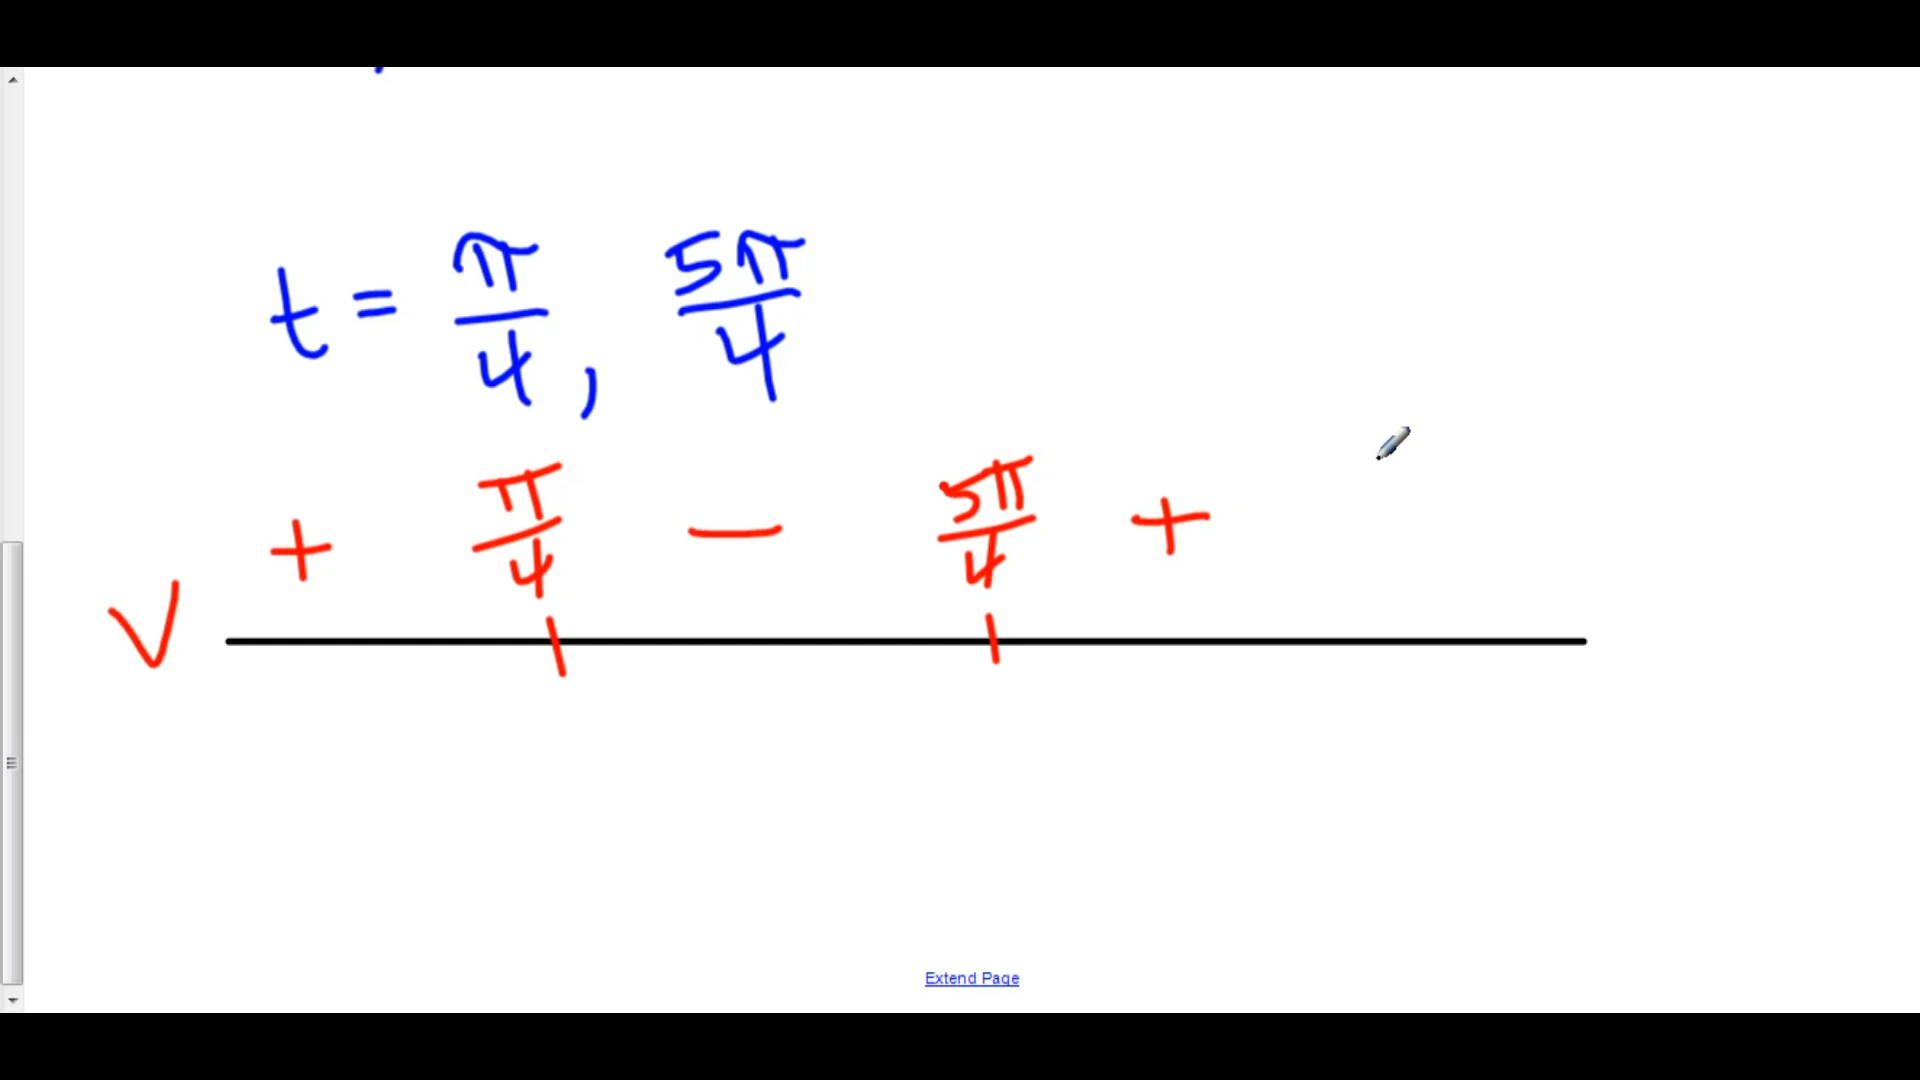 t = π/4 , 5π/4
+ π/4 − 5π/4 +
V
Extend Page